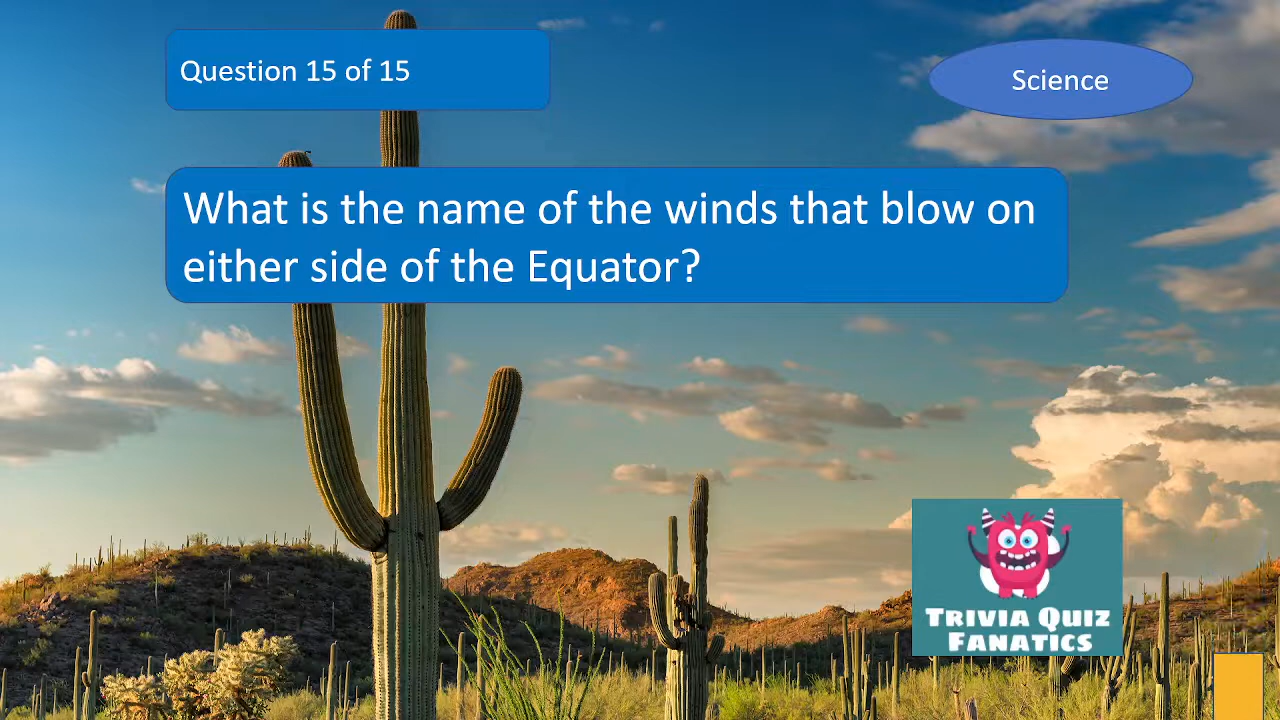 Question 15 of 15
Science
What is the name of the winds that blow on
either side of the Equator?
TRIVIA QUIZ
FANATICS